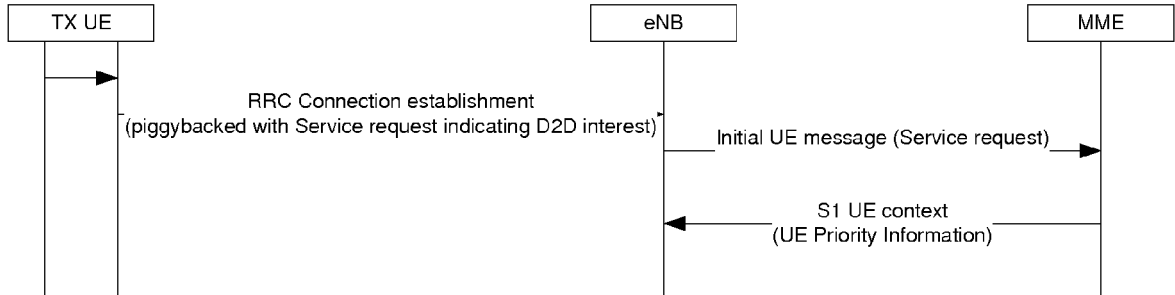 TX UE
eNB
MME
RRC Connection establishment
(piggybacked with Service request indicating D2D interest)
Initial UE message (Service request)
S1 UE context
(UE Priority Information)